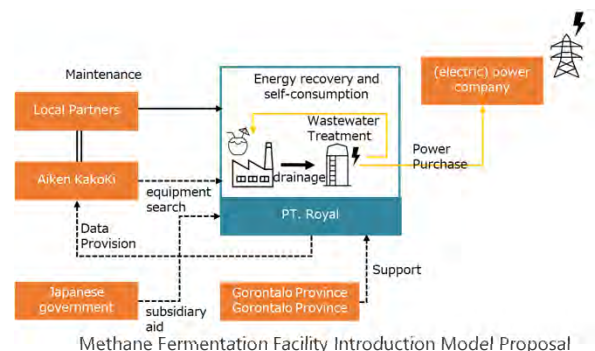 Maintenance
Local Partners
Aiken KaKoKi
equipment
search
Data
Provision
Japanese
government
subsidiary
aid
Energy recovery and
self-consumption
Wastewater
Treatment
drainage
PT. Royal
(electric) power
company
Power
Purchase
Support
Gorontalo Province
Gorontalo Province
Methane Fermentation Facility Introduction Model Proposal